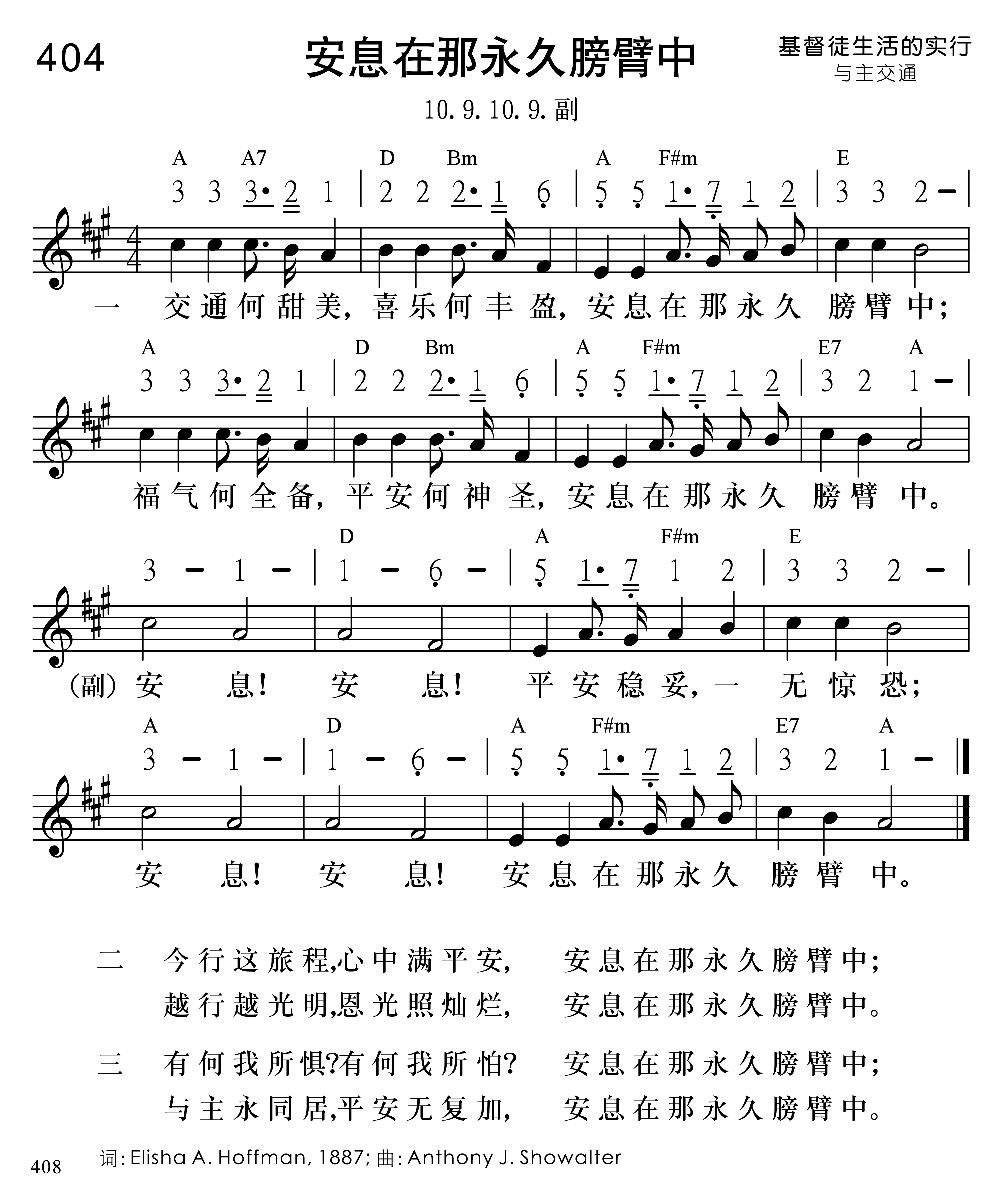 404
安息在那永久膀臂中
基督徒生活的实行
与主交通
10. 9. 10. 9. 副
A A7 D Bm A F#m E
3 3 3• 2 1 | 2 2 2• 1 6 | 5 5 1• 7 1 2 | 3 3 2 – |
4
4
一 交通何甜美, 喜乐何丰盈, 安息在那永久膀臂中;
A D Bm A F#m E7 A
3 3 3• 2 1 | 2 2 2• 1 6 | 5 5 1• 7 1 2 | 3 2 1 – |
福气何全备, 平安何神圣, 安息在那永久膀臂中。
D A F#m E
3 – 1 – | 1 – 6 – | 5 1• 7 1 2 | 3 3 2 – |
(副) 安息! 安息! 平安稳妥, 一无惊恐;
A D A F#m E7 A
3 – 1 – | 1 – 6 – | 5 5 1• 7 1 2 | 3 2 1 – ‖
安息! 安息! 安息在那永久膀臂中。
二 今行这旅程,心中满平安, 安息在那永久膀臂中;
越行越光明,恩光照灿烂, 安息在那永久膀臂中。
三 有何我所惧?有何我所怕? 安息在那永久膀臂中;
与主永同居,平安无复加, 安息在那永久膀臂中。
词: Elisha A. Hoffman, 1887; 曲: Anthony J. Showalter
408